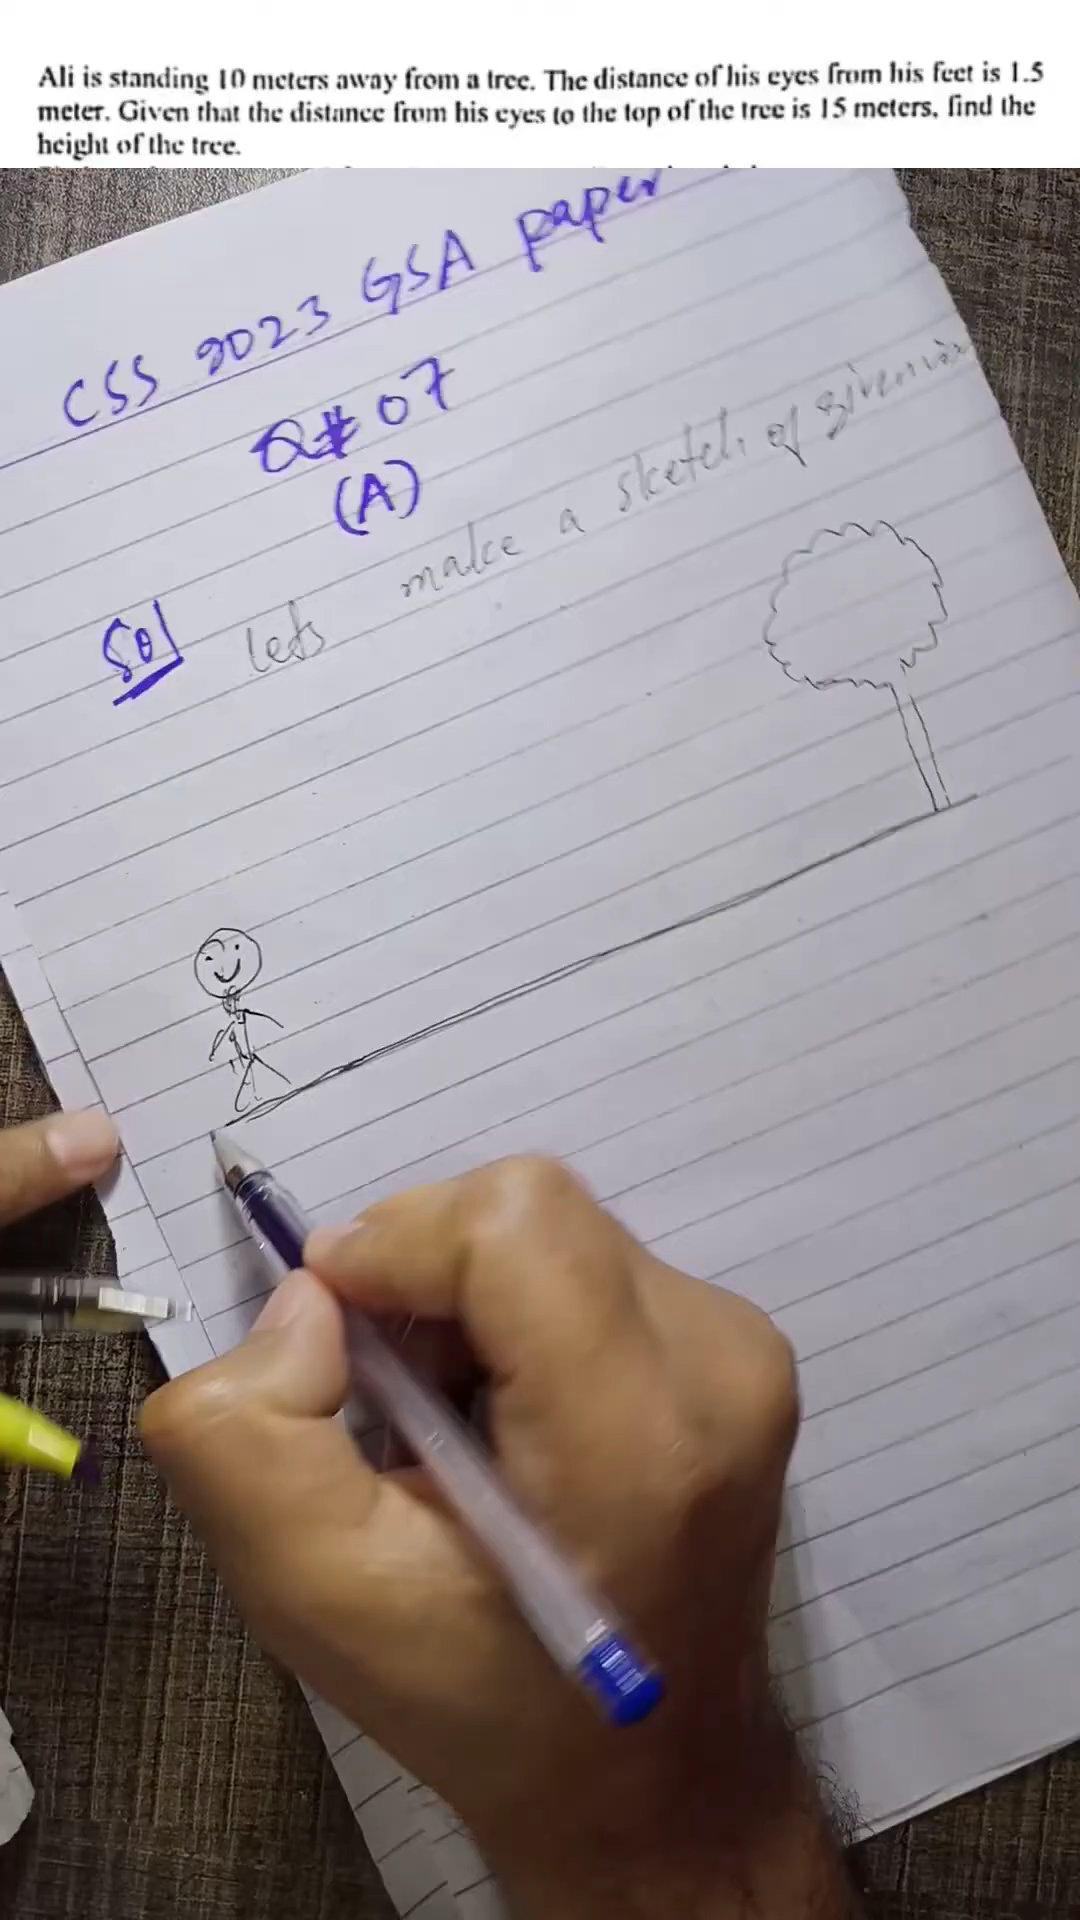 Ali is standing 10 meters away from a tree. The distance of his eyes from his feet is 1.5
meter. Given that the distance from his eyes to the top of the tree is 15 meters, find the
height of the tree.
CSS 2023 GSA paper
Q# 07
(A)
Sol lets make a sketch of given